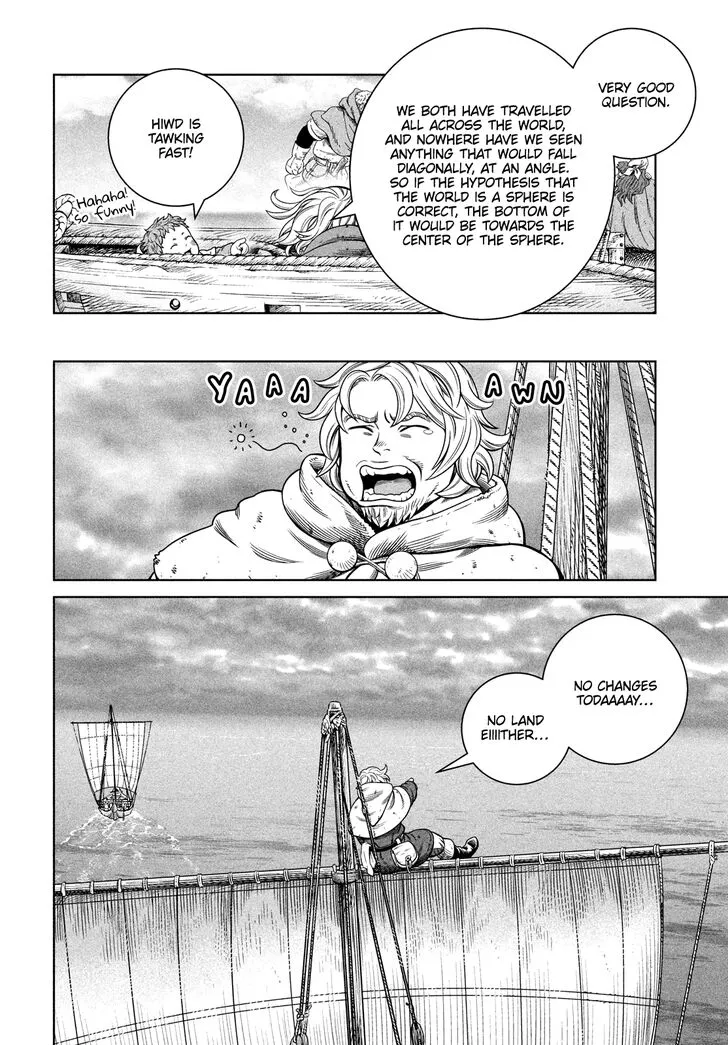 VERY GOOD
QUESTION.
WE BOTH HAVE TRAVELLED
ALL ACROSS THE WORLD,
AND NOWHERE HAVE WE SEEN
ANYTHING THAT WOULD FALL
DIAGONALLY, AT AN ANGLE.
SO IF THE HYPOTHESIS THAT
THE WORLD IS A SPHERE IS
CORRECT, THE BOTTOM OF
IT WOULD BE TOWARDS THE
CENTER OF THE SPHERE.
HIWD IS
TAWKING
FAST!
Hahaha!
So funny!
YAAA AWN
NO CHANGES
TODAAAAY...
NO LAND
EIIIITHER...